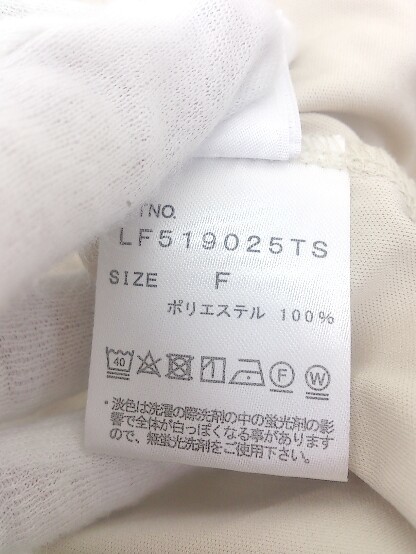 NO.
LF519025TS
SIZE F
ポリエステル 100%
40
F
W
・淡色は洗濯の際洗剤の中の蛍光剤の影
響で全体が白っぽくなる事があります
ので、無蛍光洗剤をご使用下さい。